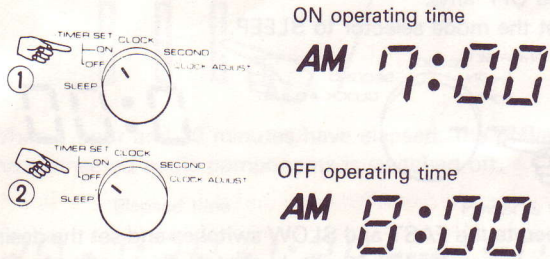 ON operating time
TIMER SET CLOCK
ON
OFF
SECOND
CLOCK ADJUST
SLEEP
1
AM 7:00
OFF operating time
TIMER SET CLOCK
ON
OFF
SECOND
CLOCK ADJUST
SLEEP
2
AM 8:00